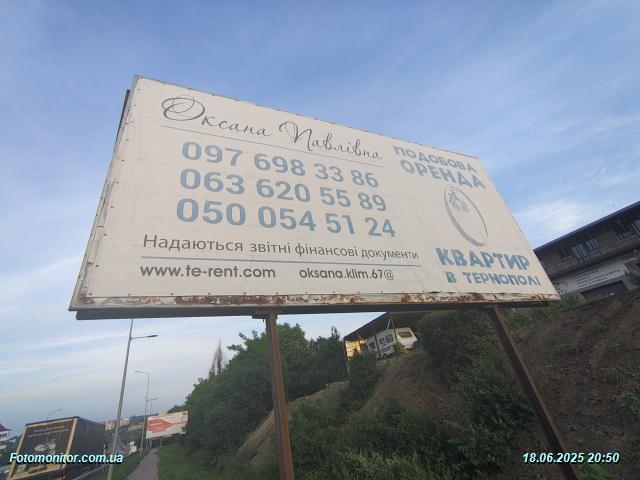 Оксана Павлівна
097 698 33 86
063 620 55 89
050 054 51 24
Надаються звітні фінансові документи
www.te-rent.com oksana.klim.67@
ПОДОБОВА
ОРЕНДА
КВАРТИР
В ТЕРНОПОЛІ
Fotomonitor.com.ua
18.06.2025 20:50